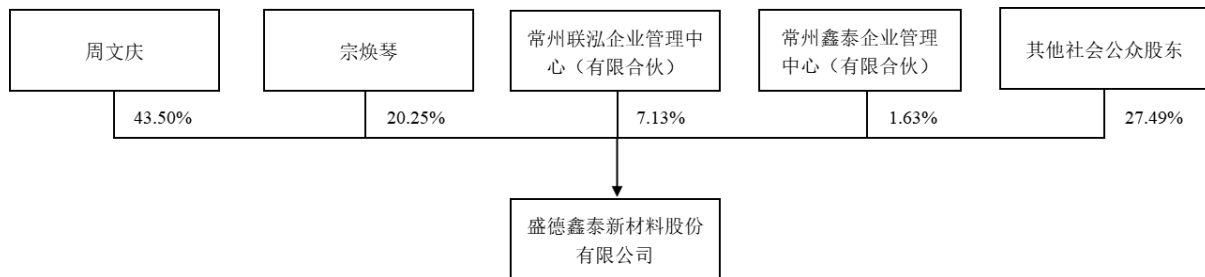 周文庆
宗焕琴
常州联泓企业管理中
心（有限合伙）
常州鑫泰企业管理
中心（有限合伙）
其他社会公众股东
43.50%
20.25%
7.13%
1.63%
27.49%
盛德鑫泰新材料股份
有限公司